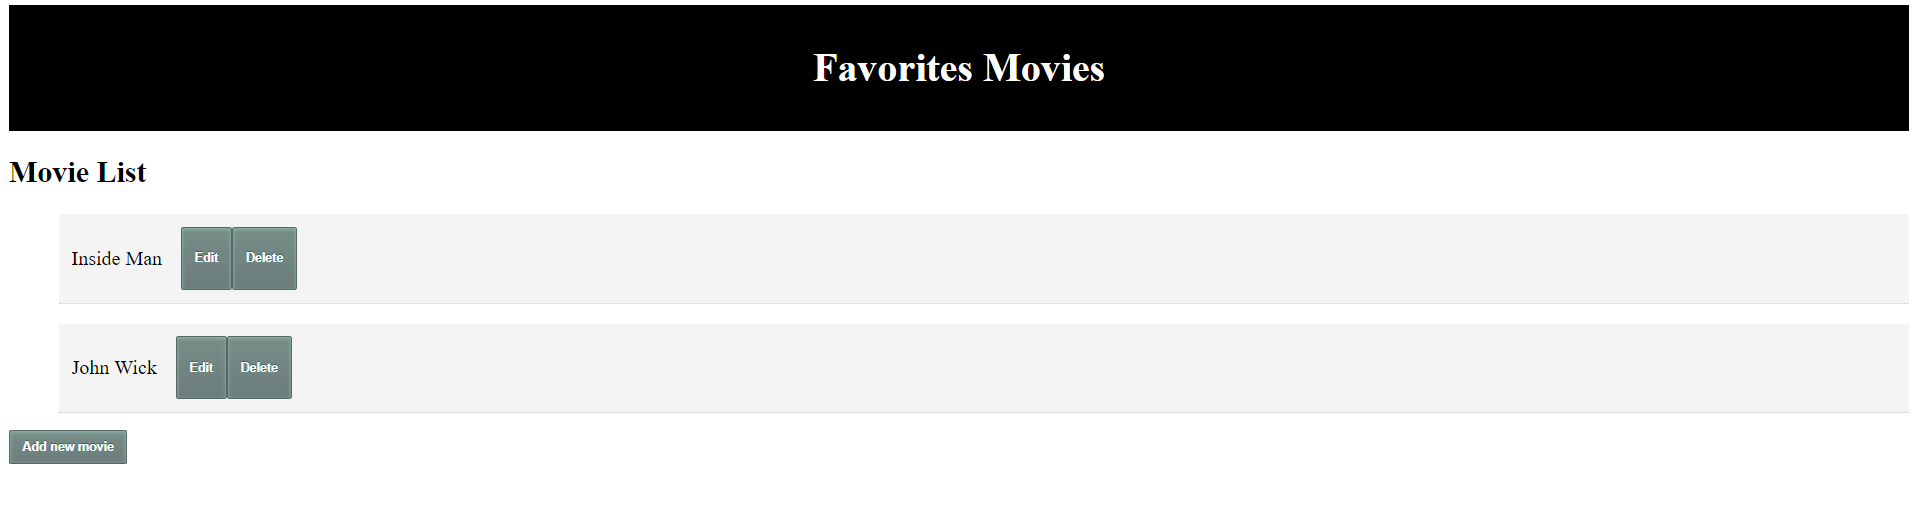 Favorites Movies
Movie List
Inside Man Edit Delete
John Wick Edit Delete
Add new movie